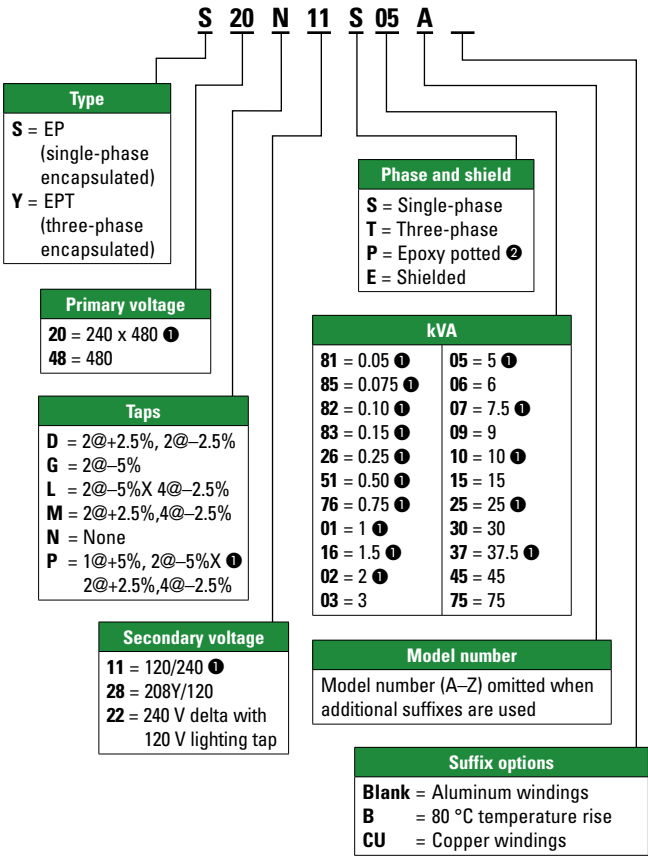 S 20 N 11 S 05 A
Type
S = EP
(single-phase
encapsulated)
Y = EPT
(three-phase
encapsulated)
Primary voltage
20 = 240 x 480 ❶
48 = 480
Taps
D = 2@+2.5%, 2@–2.5%
G = 2@–5%
L = 2@–5%X 4@–2.5%
M = 2@+2.5%,4@–2.5%
N = None
P = 1@+5%, 2@–5%X ❶
2@+2.5%,4@–2.5%
Secondary voltage
11 = 120/240 ❶
28 = 208Y/120
22 = 240 V delta with
120 V lighting tap
Phase and shield
S = Single-phase
T = Three-phase
P = Epoxy potted ❷
E = Shielded
kVA
81 = 0.05 ❶
85 = 0.075 ❶
82 = 0.10 ❶
83 = 0.15 ❶
26 = 0.25 ❶
51 = 0.50 ❶
76 = 0.75 ❶
01 = 1 ❶
16 = 1.5 ❶
02 = 2 ❶
03 = 3
05 = 5 ❶
06 = 6
07 = 7.5 ❶
09 = 9
10 = 10 ❶
15 = 15
25 = 25 ❶
30 = 30
37 = 37.5 ❶
45 = 45
75 = 75
Model number
Model number (A–Z) omitted when
additional suffixes are used
Suffix options
Blank = Aluminum windings
B = 80 °C temperature rise
CU = Copper windings